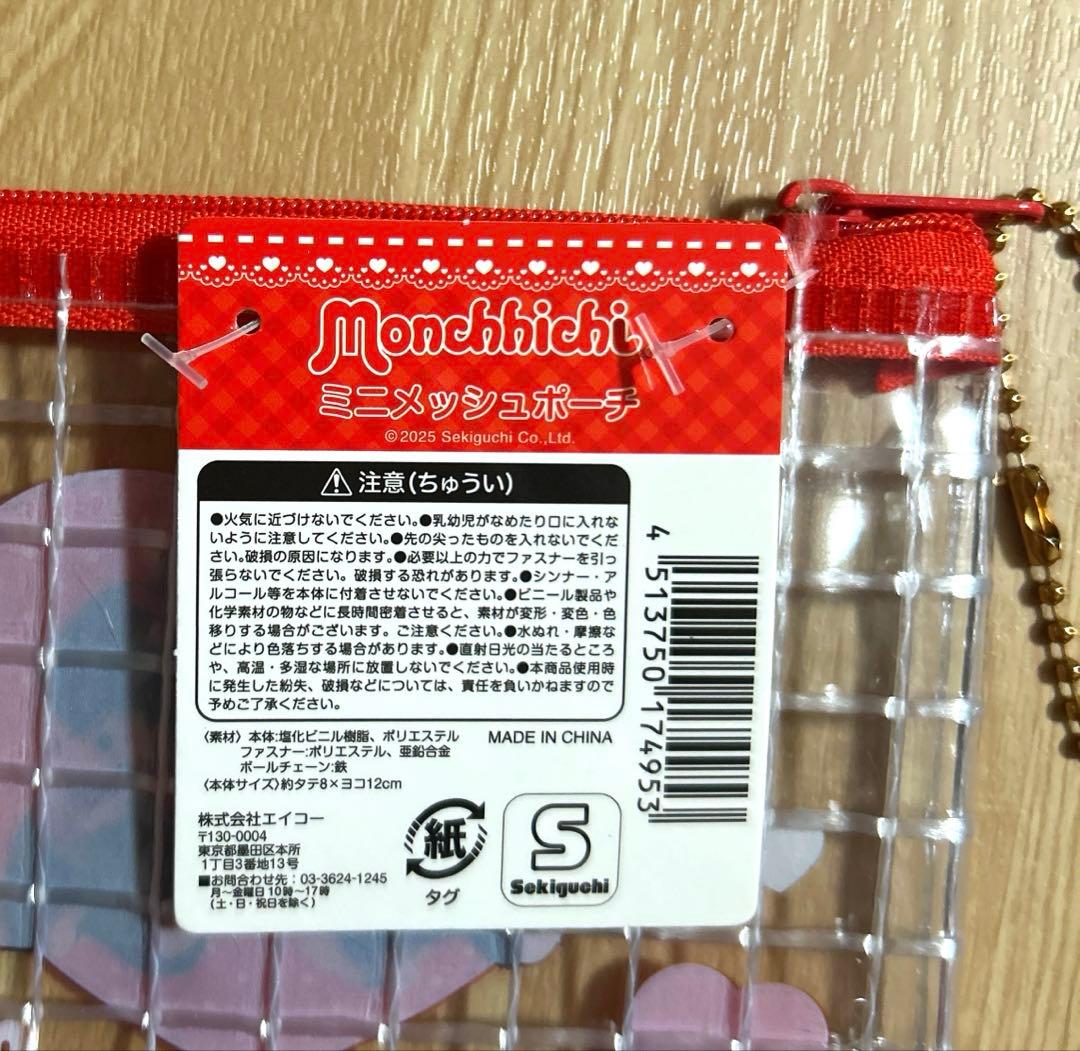 Monchhichi
ミニメッシュポーチ
©2025 Sekiguchi Co.,Ltd.
注意(ちゅうい)
●火気に近づけないでください。●乳幼児がなめたり口に入れな
いように注意してください。●先の尖ったものを入れないでくだ
さい。破損の原因になります。●必要以上の力でファスナーを引っ
張らないでください。破損する恐れがあります。●シンナー・ア
ルコール等を本体に付着させないでください。●ビニール製品や
化学素材の物などに長時間密着させると、素材が変形・変色・色
移りする場合がございます。ご注意ください。●水ぬれ・摩擦な
どにより色落ちする場合があります。●直射日光の当たるところ
や、高温・多湿な場所に放置しないでください。●本商品使用時
に発生した紛失、破損などについては、責任を負いかねますので
予めご了承ください。
〈素材〉本体:塩化ビニル樹脂、ポリエステル
ファスナー:ポリエステル、亜鉛合金
ボールチェーン:鉄
〈本体サイズ〉約タテ8×ヨコ12cm
MADE IN CHINA
株式会社エイコー
〒130-0004
東京都墨田区本所
1丁目3番地13号
■お問合わせ先:03-3624-1245
月～金曜日10時～17時
(土・日・祝日を除く)
紙
タグ
S
Sekiguchi
4 513750 174953